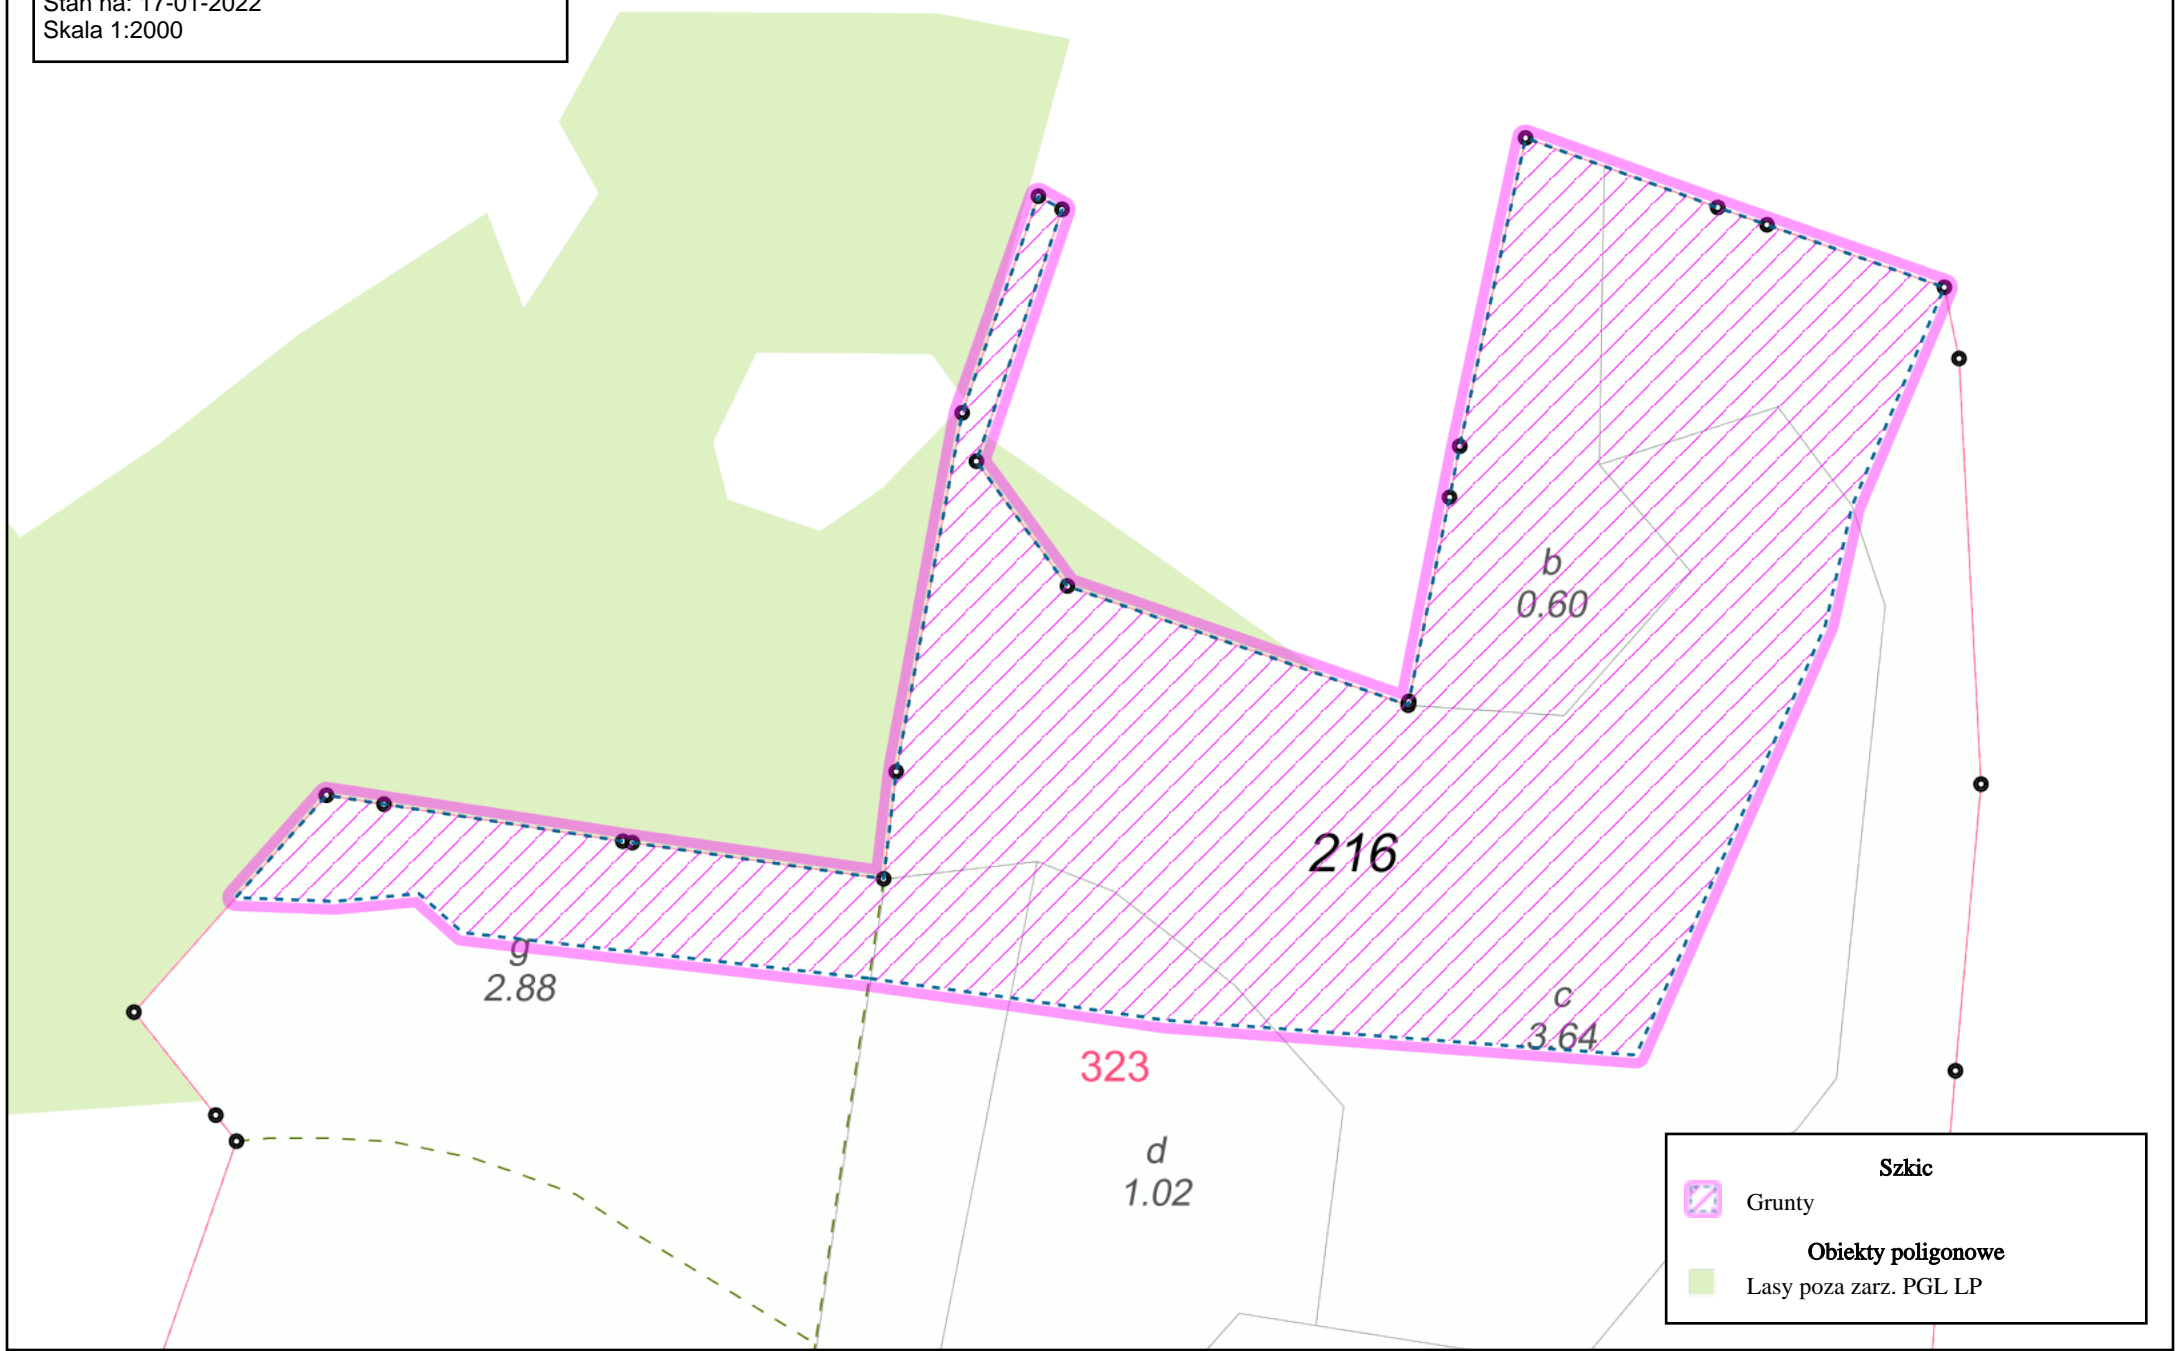 Stan na: 17-01-2022
Skala 1:2000
b
0.60
216
g
2.88
c
3.64
323
d
1.02
Szkic
Grunty
Obiekty poligonowe
Lasy poza zarz. PGL LP